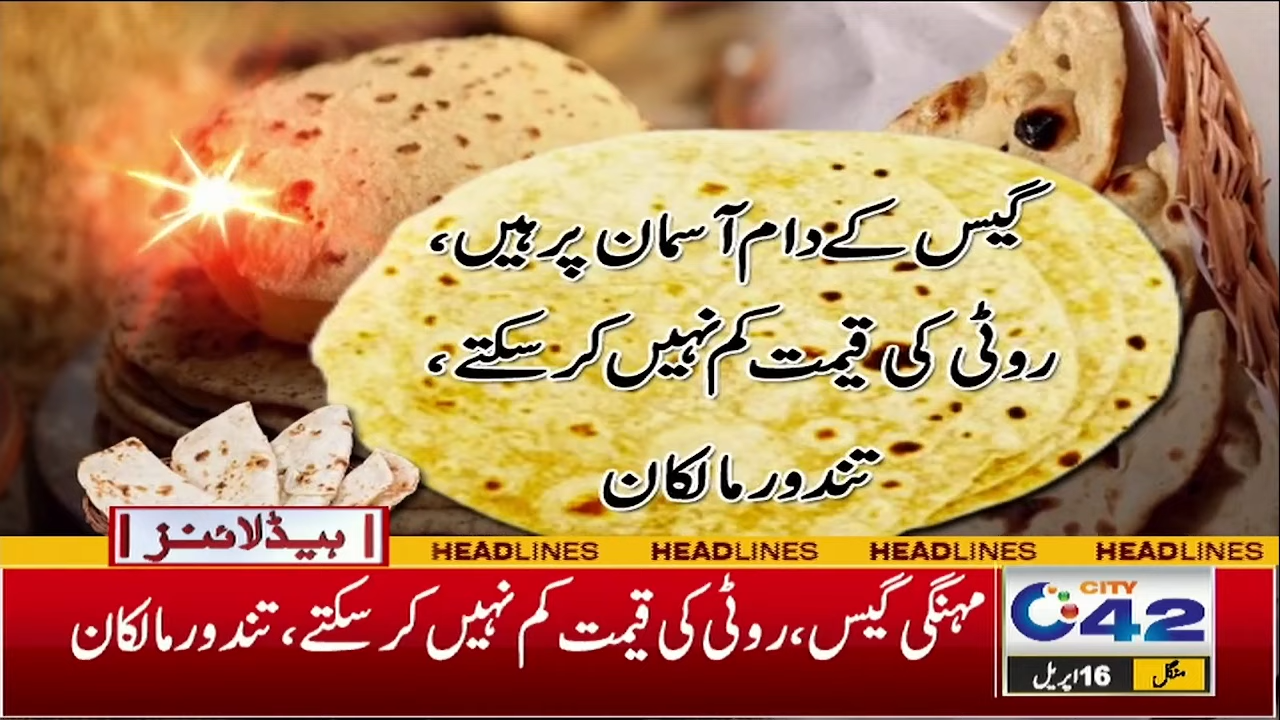 گیس کے دام آسمان پر ہیں،
روٹی کی قیمت کم نہیں کر سکتے،
تندور مالکان
ہیڈلائنز
HEADLINES HEADLINES HEADLINES HEADLINES
مہنگی گیس، روٹی کی قیمت کم نہیں کر سکتے، تندور مالکان
CITY
42
منگل 16 اپریل